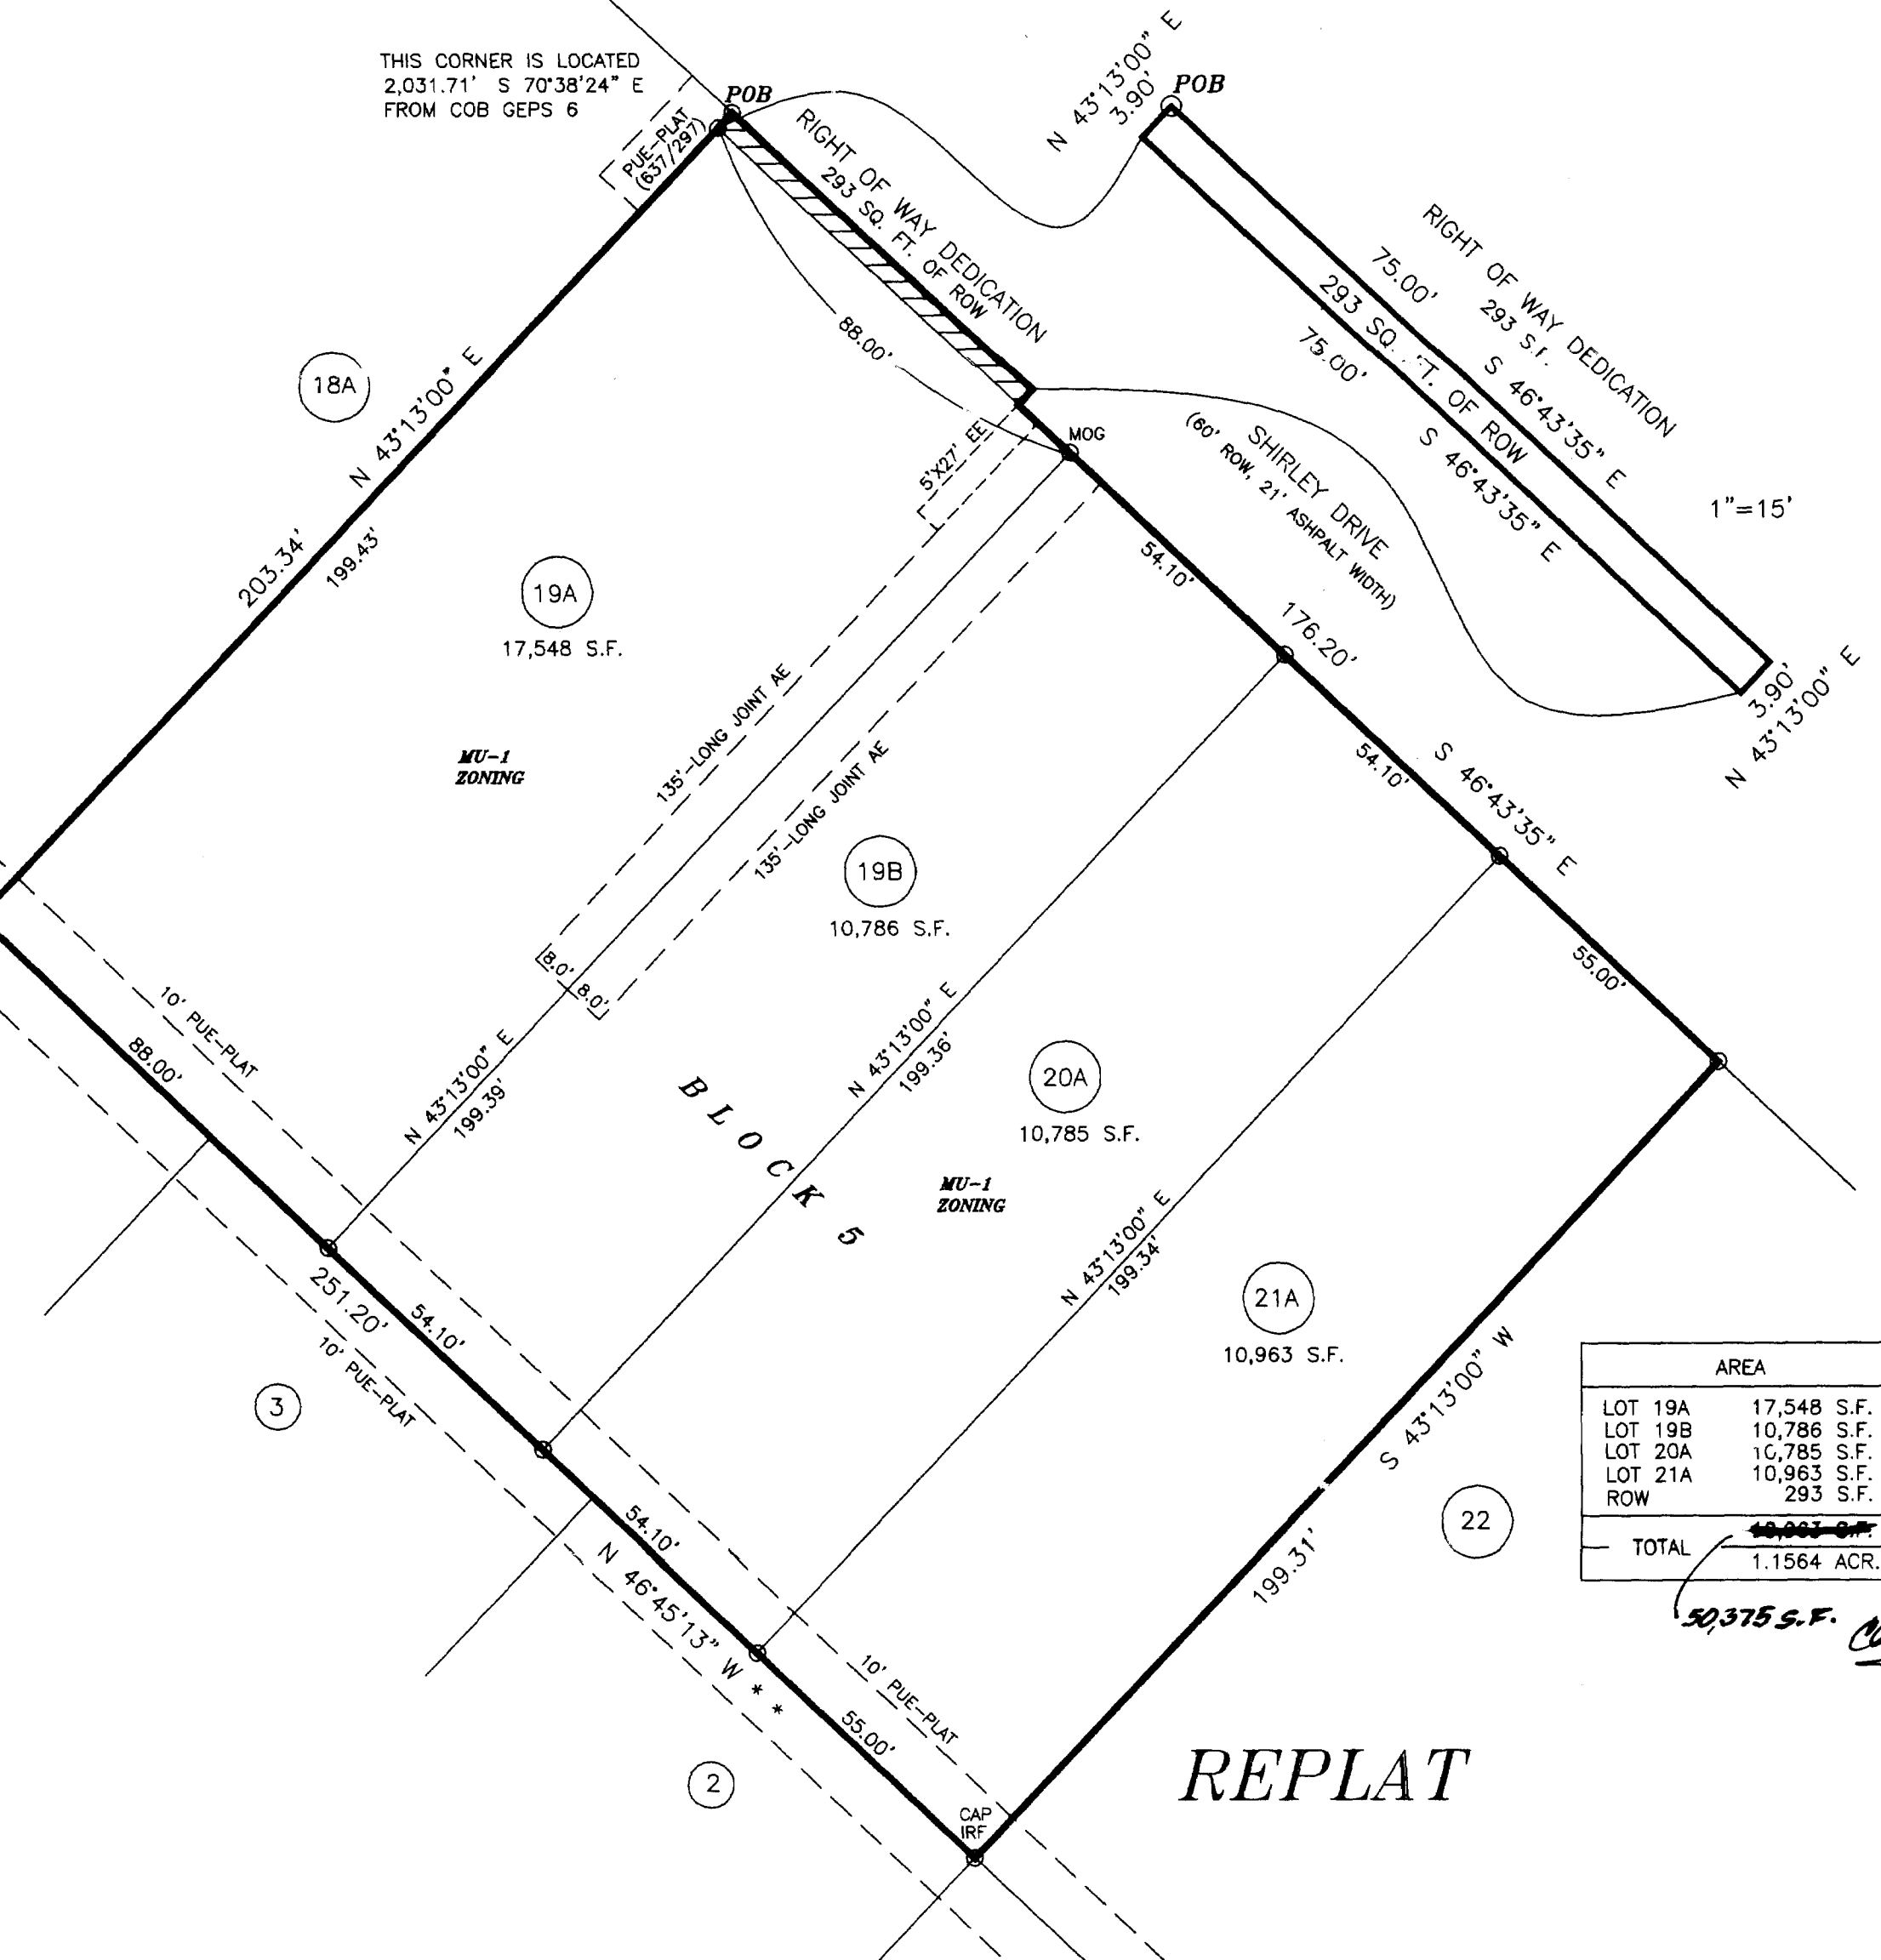 THIS CORNER IS LOCATED
2,031.71' S 70°38'24" E
FROM COB GEPS 6
POB
PUE-PLAT
(637/297)
RIGHT OF WAY DEDICATION
293 SQ. FT. OF ROW
N 43°13'00" E
3.90'
POB
RIGHT OF WAY DEDICATION
293 S.F.
75.00'
S 46°43'35" E
293 SQ. FT. OF ROW
75.00'
S 46°43'35" E
1"=15'
3.90'
N 43°13'00" E
88.00'
18A
N 43°13'00" E
203.34'
199.43'
5'X27' EE
MOG
SHIRLEY DRIVE
(60' ROW, 21' ASHPALT WIDTH)
54.10'
176.20'
54.10'
S 46°43'35" E
55.00'
19A
17,548 S.F.
MU-1
ZONING
135'-LONG JOINT AE
135'-LONG JOINT AE
19B
10,786 S.F.
8.0'
8.0'
10' PUE-PLAT
88.00'
N 43°13'00" E
199.39'
BLOCK 5
N 43°13'00" E
199.36'
20A
10,785 S.F.
MU-1
ZONING
N 43°13'00" E
199.34'
21A
10,963 S.F.
S 43°13'00" W
199.31'
251.20'
54.10'
10' PUE-PLAT
3
54.10'
N 46°45'13" W * *
55.00'
10' PUE-PLAT
2
CAP
IRF
22
AREA
LOT 19A 17,548 S.F.
LOT 19B 10,786 S.F.
LOT 20A 10,785 S.F.
LOT 21A 10,963 S.F.
ROW 293 S.F.
TOTAL
1.1564 ACR.
50,375 S.F.
REPLAT